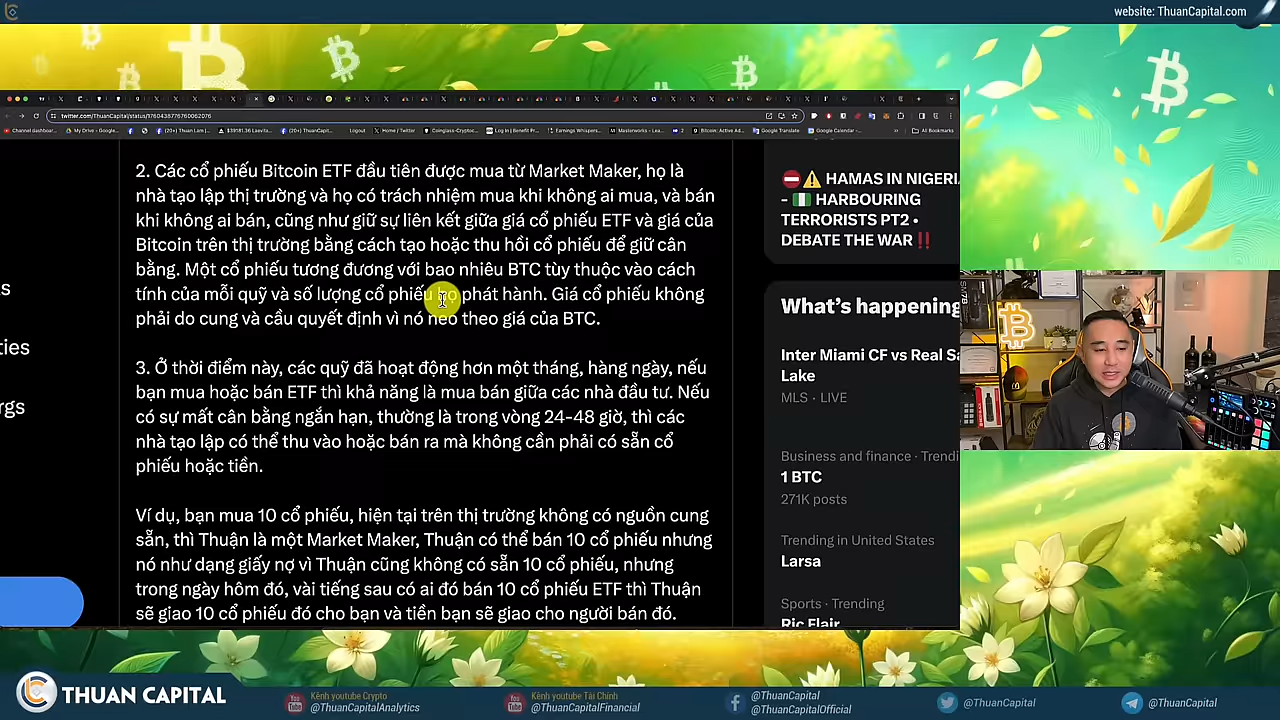 website: ThuanCapital.com
twitter.com/ThuanCapital/status/1760438776760062076
2. Các cổ phiếu Bitcoin ETF đầu tiên được mua từ Market Maker, họ là
nhà tạo lập thị trường và họ có trách nhiệm mua khi không ai mua, và bán
khi không ai bán, cũng như giữ sự liên kết giữa giá cổ phiếu ETF và giá của
Bitcoin trên thị trường bằng cách tạo hoặc thu hồi cổ phiếu để giữ cân
bằng. Một cổ phiếu tương đương với bao nhiêu BTC tùy thuộc vào cách
tính của mỗi quỹ và số lượng cổ phiếu họ phát hành. Giá cổ phiếu không
phải do cung và cầu quyết định vì nó neo theo giá của BTC.
3. Ở thời điểm này, các quỹ đã hoạt động hơn một tháng, hàng ngày, nếu
bạn mua hoặc bán ETF thì khả năng là mua bán giữa các nhà đầu tư. Nếu
có sự mất cân bằng ngắn hạn, thường là trong vòng 24-48 giờ, thì các
nhà tạo lập có thể thu vào hoặc bán ra mà không cần phải có sẵn cổ
phiếu hoặc tiền.
Ví dụ, bạn mua 10 cổ phiếu, hiện tại trên thị trường không có nguồn cung
sẵn, thì Thuận là một Market Maker, Thuận có thể bán 10 cổ phiếu nhưng
nó như dạng giấy nợ vì Thuận cũng không có sẵn 10 cổ phiếu, nhưng
trong ngày hôm đó, vài tiếng sau có ai đó bán 10 cổ phiếu ETF thì Thuận
sẽ giao 10 cổ phiếu đó cho bạn và tiền bạn sẽ giao cho người bán đó.
ties
rgs
HAMAS IN NIGERI
- HARBOURING
TERRORISTS PT2 •
DEBATE THE WAR
What's happening
Inter Miami CF vs Real Sa
Lake
MLS · LIVE
Business and finance · Trendi
1 BTC
271K posts
Trending in United States
Larsa
Sports · Trending
Ric Flair
THUAN CAPITAL
Kênh youtube Crypto
@ThuanCapitalAnalytics
Kênh youtube Tài Chính
@ThuanCapitalFinancial
@ThuanCapital
@ThuanCapitalOfficial
@ThuanCapital
@ThuanCapital